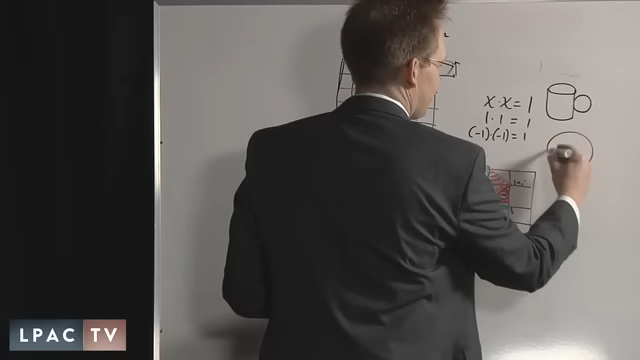 x · x = 1
1 · 1 = 1
(-1) · (-1) = 1
LPAC TV